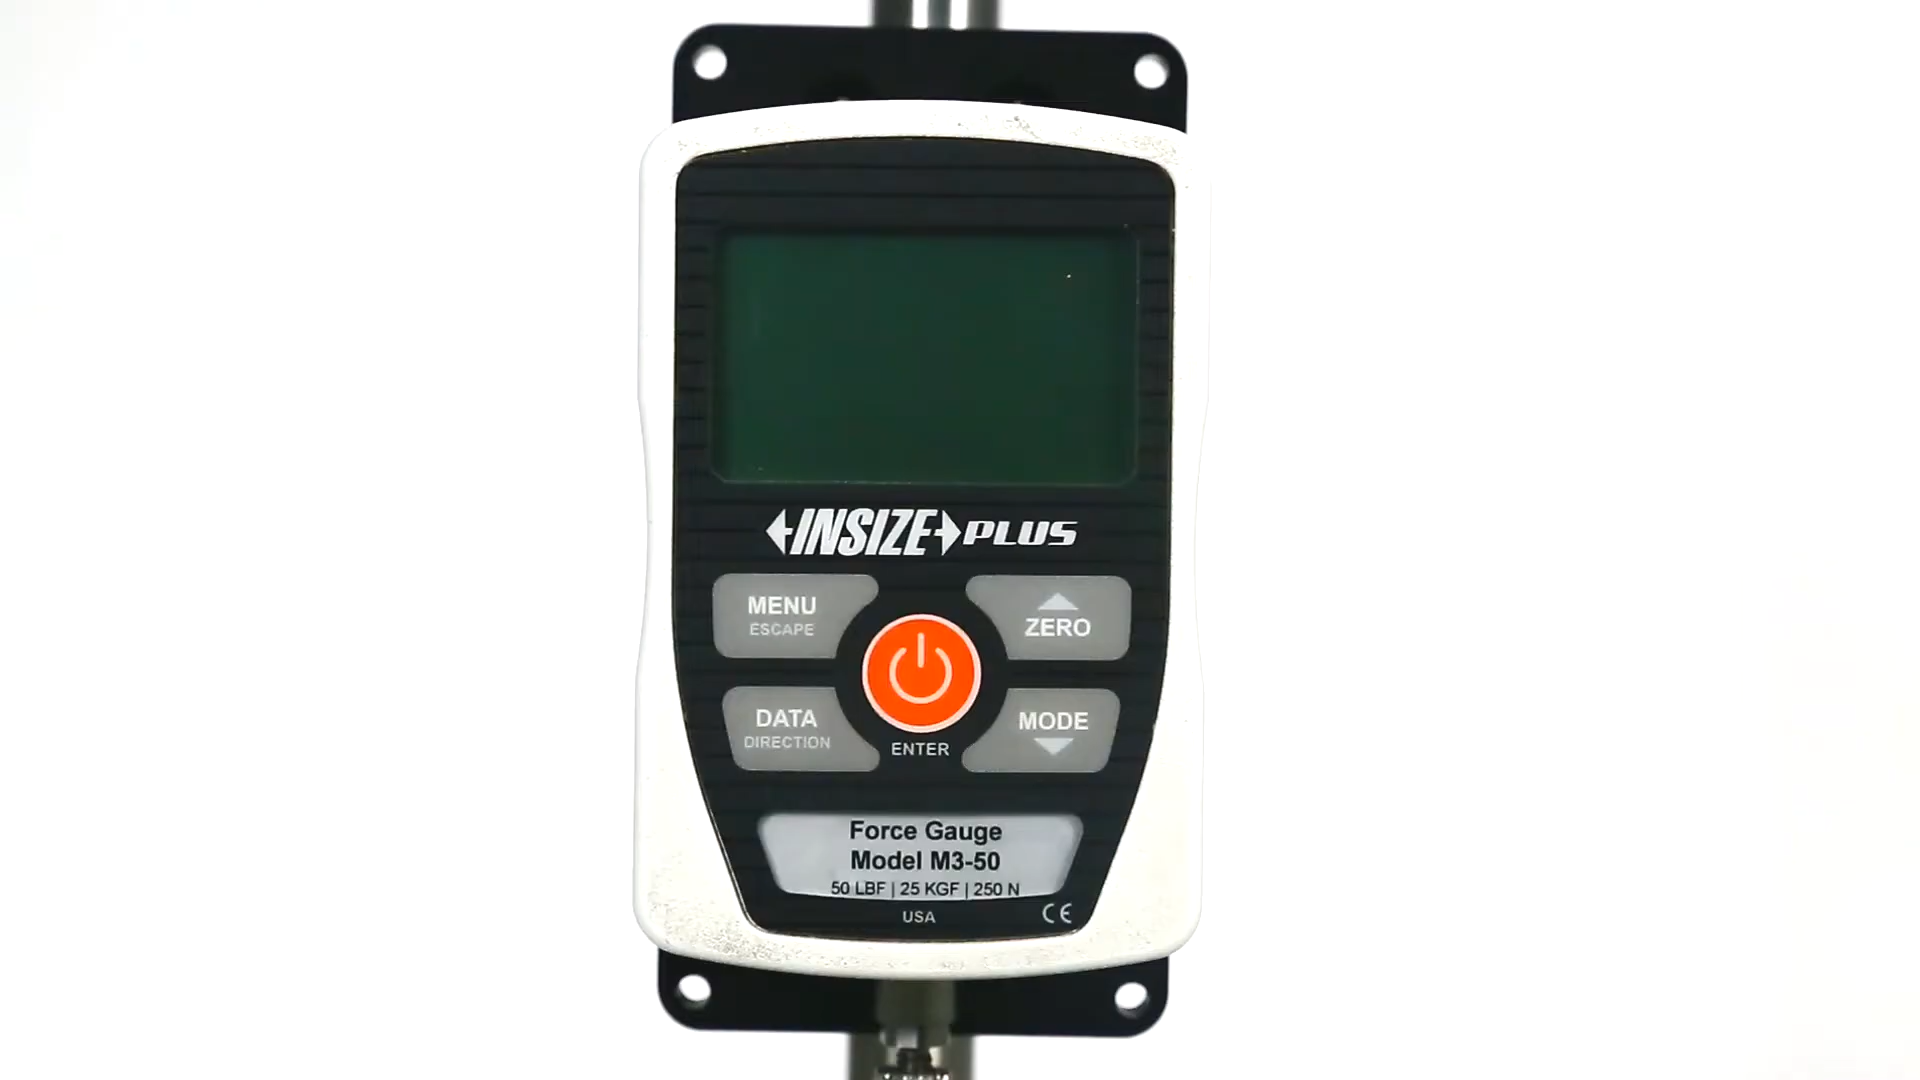 INSIZE PLUS
MENU
ESCAPE
ZERO
DATA
DIRECTION
MODE
ENTER
Force Gauge
Model M3-50
50 LBF | 25 KGF | 250 N
USA
CE